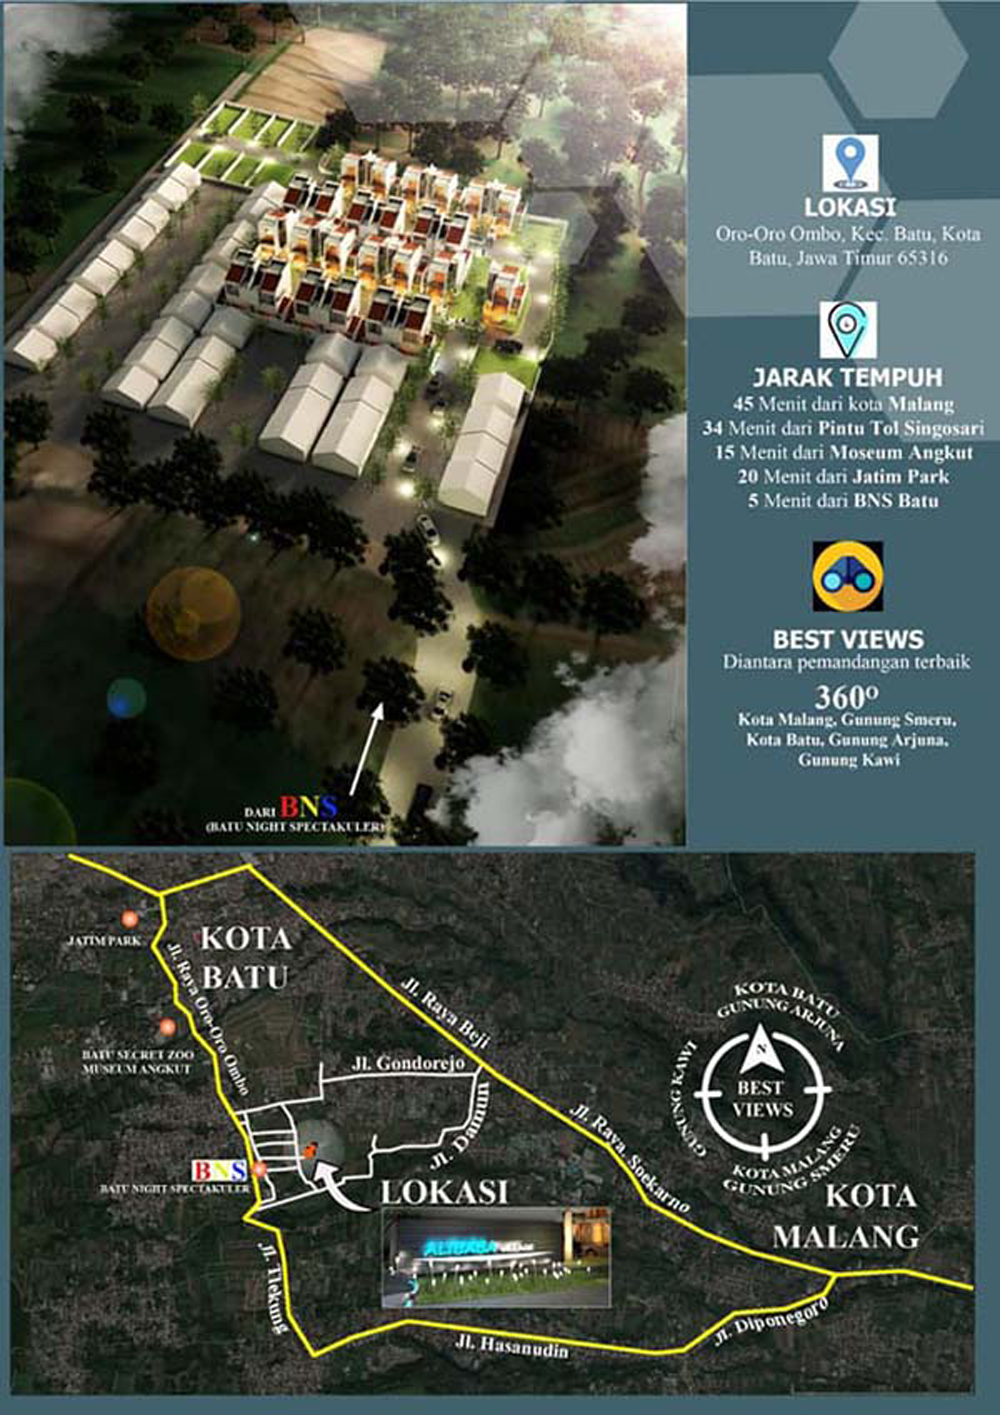 LOKASI
Oro-Oro Ombo, Kec. Batu, Kota
Batu, Jawa Timur 65316
JARAK TEMPUH
45 Menit dari kota Malang
34 Menit dari Pintu Tol Singosari
15 Menit dari Moseum Angkut
20 Menit dari Jatim Park
5 Menit dari BNS Batu
BEST VIEWS
Diantara pemandangan terbaik
360º
Kota Malang, Gunung Smeru,
Kota Batu, Gunung Arjuna,
Gunung Kawi
DARI BNS
(BATU NIGHT SPECTAKULER)
JATIM PARK
KOTA
BATU
Jl. Raya Oro-Oro Ombo
Jl. Raya Beji
BATU SECRET ZOO
MUSEUM ANGKUT
Jl. Gondorejo
Jl. Damun
KOTA BATU
GUNUNG ARJUNA
GUNUNG KAWI
N
BEST
VIEWS
KOTA MALANG
GUNUNG SMERU
Jl. Raya. Soekarno
BNS
BATU NIGHT SPECTAKULER
LOKASI
ALIBABA
KOTA
MALANG
Jl. Tlekung
Jl. Hasanudin
Jl. Diponegoro